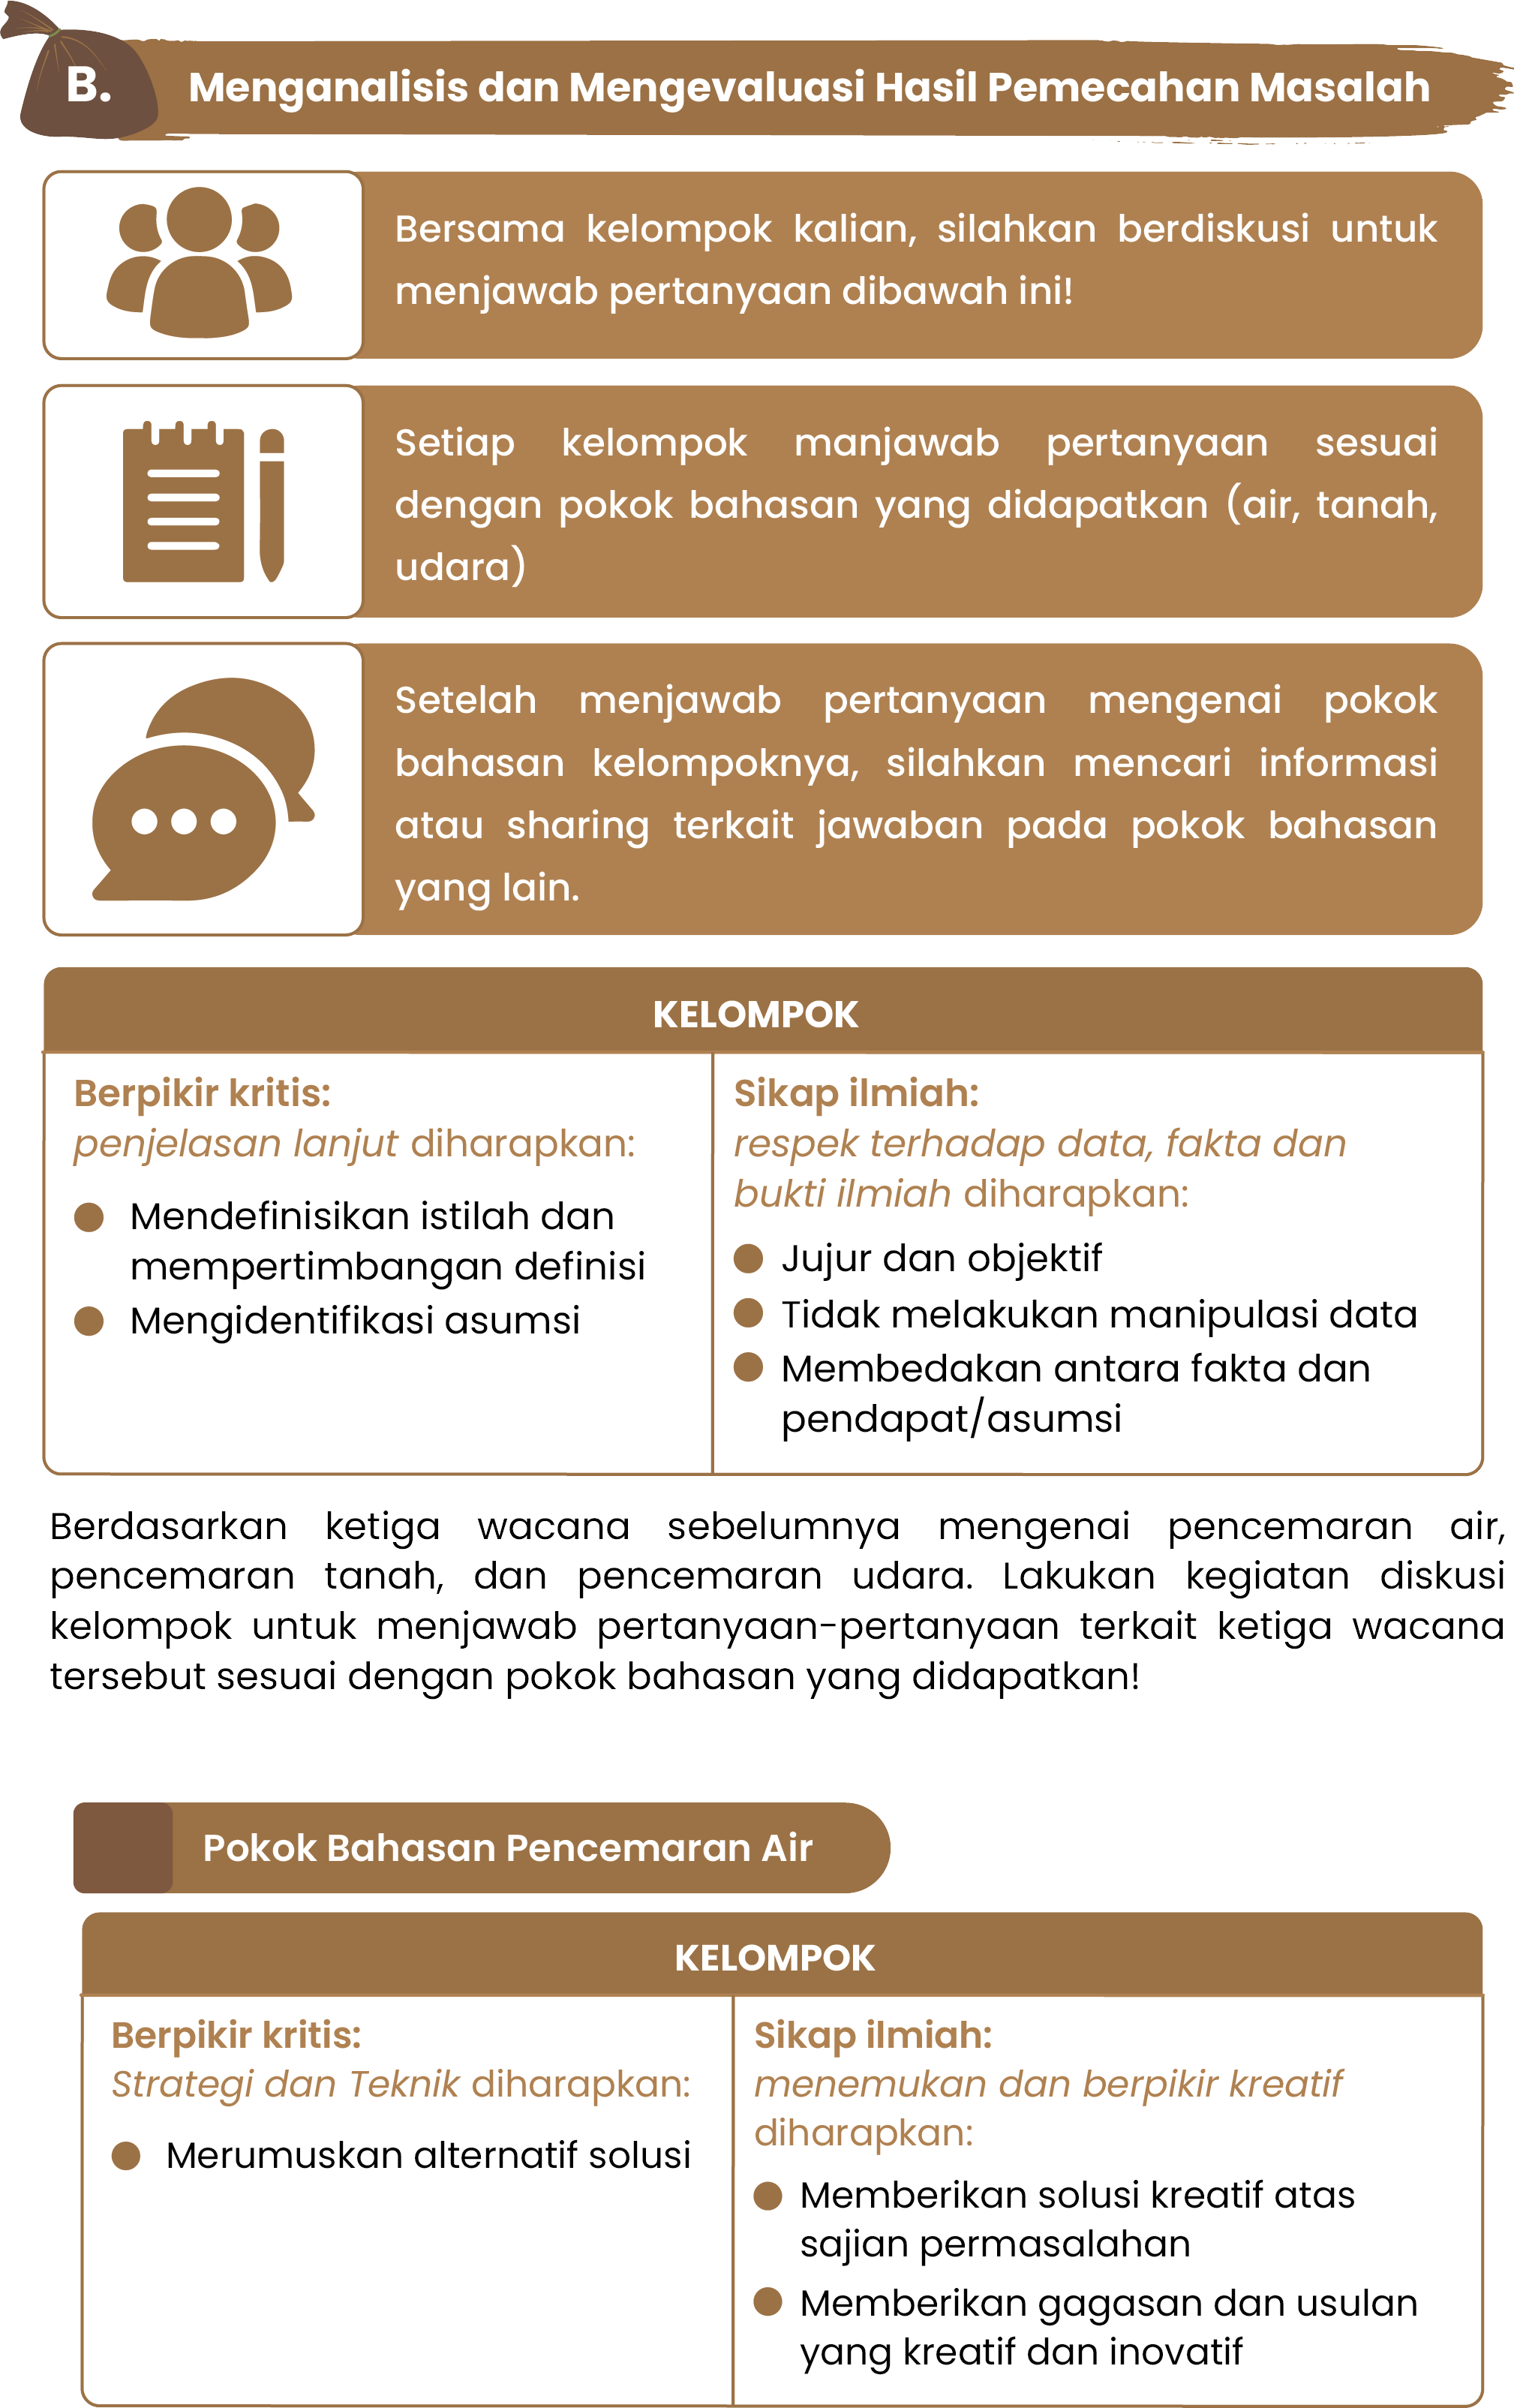 B.
Menganalisis dan Mengevaluasi Hasil Pemecahan Masalah
Bersama kelompok kalian, silahkan berdiskusi untuk
menjawab pertanyaan dibawah ini!
Setiap kelompok manjawab pertanyaan sesuai
dengan pokok bahasan yang didapatkan (air, tanah,
udara)
Setelah menjawab pertanyaan mengenai pokok
bahasan kelompoknya, silahkan mencari informasi
atau sharing terkait jawaban pada pokok bahasan
yang lain.
KELOMPOK
Berpikir kritis:
penjelasan lanjut diharapkan:
Mendefinisikan istilah dan
mempertimbangan definisi
Mengidentifikasi asumsi
Sikap ilmiah:
respek terhadap data, fakta dan
bukti ilmiah diharapkan:
Jujur dan objektif
Tidak melakukan manipulasi data
Membedakan antara fakta dan
pendapat/asumsi
Berdasarkan ketiga wacana sebelumnya mengenai pencemaran air,
pencemaran tanah, dan pencemaran udara. Lakukan kegiatan diskusi
kelompok untuk menjawab pertanyaan-pertanyaan terkait ketiga wacana
tersebut sesuai dengan pokok bahasan yang didapatkan!
Pokok Bahasan Pencemaran Air
KELOMPOK
Berpikir kritis:
Strategi dan Teknik diharapkan:
Merumuskan alternatif solusi
Sikap ilmiah:
menemukan dan berpikir kreatif
diharapkan:
Memberikan solusi kreatif atas
sajian permasalahan
Memberikan gagasan dan usulan
yang kreatif dan inovatif